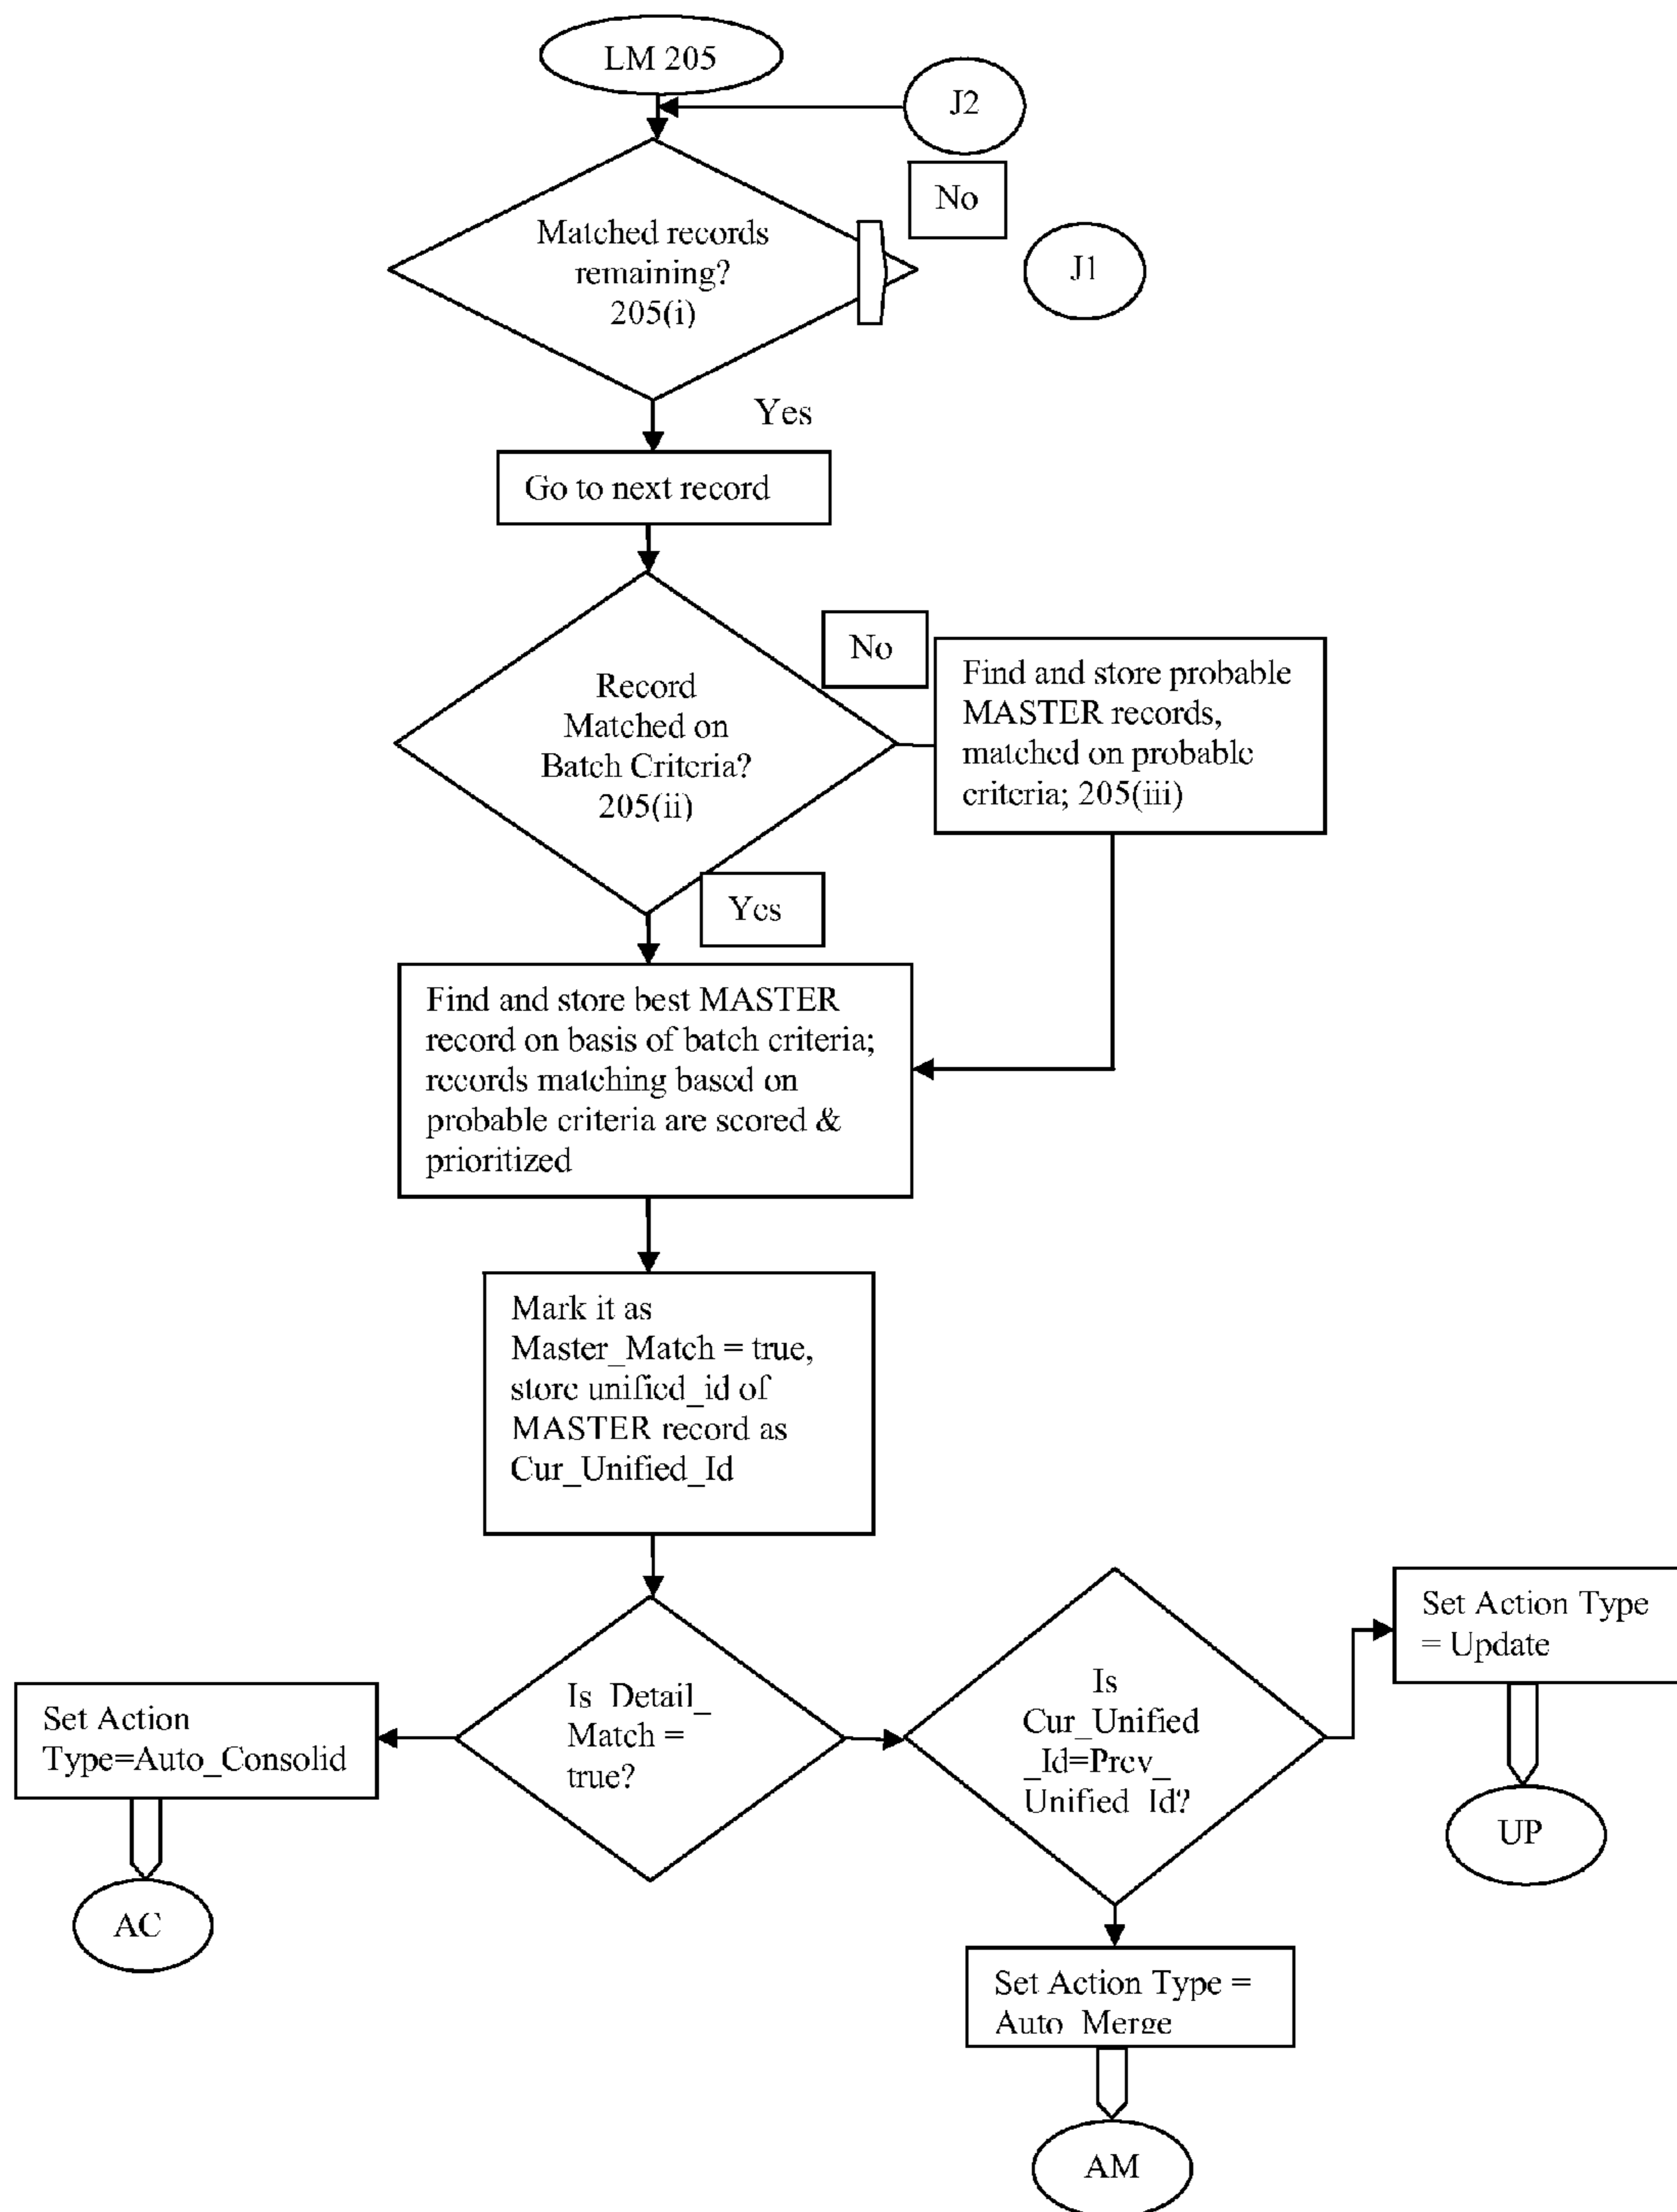 LM 205
J2
No
Matched records
remaining?
205(i)
J1
Yes
Go to next record
No
Record
Matched on
Batch Criteria?
205(ii)
Find and store probable
MASTER records,
matched on probable
criteria; 205(iii)
Yes
Find and store best MASTER
record on basis of batch criteria;
records matching based on
probable criteria are scored &
prioritized
Mark it as
Master_Match = true,
store unified_id of
MASTER record as
Cur_Unified_Id
Set Action Type
= Update
Is Detail_
Match =
true?
Is
Cur_Unified
_Id=Prev_
Unified_Id?
Set Action
Type=Auto_Consolid
UP
AC
Set Action Type =
Auto_Merge
AM